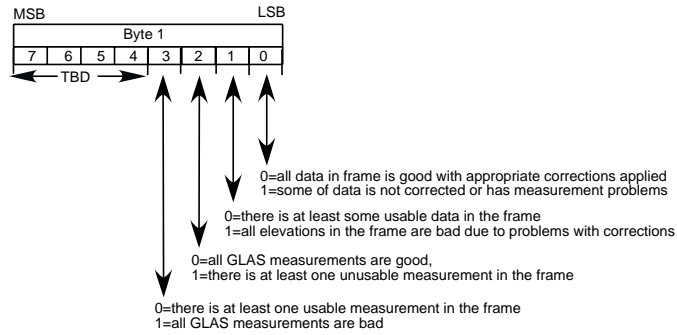 MSB LSB
Byte 1
7 6 5 4 3 2 1 0
TBD
0=all data in frame is good with appropriate corrections applied
1=some of data is not corrected or has measurement problems
0=there is at least some usable data in the frame
1=all elevations in the frame are bad due to problems with corrections
0=all GLAS measurements are good,
1=there is at least one unusable measurement in the frame
0=there is at least one usable measurement in the frame
1=all GLAS measurements are bad